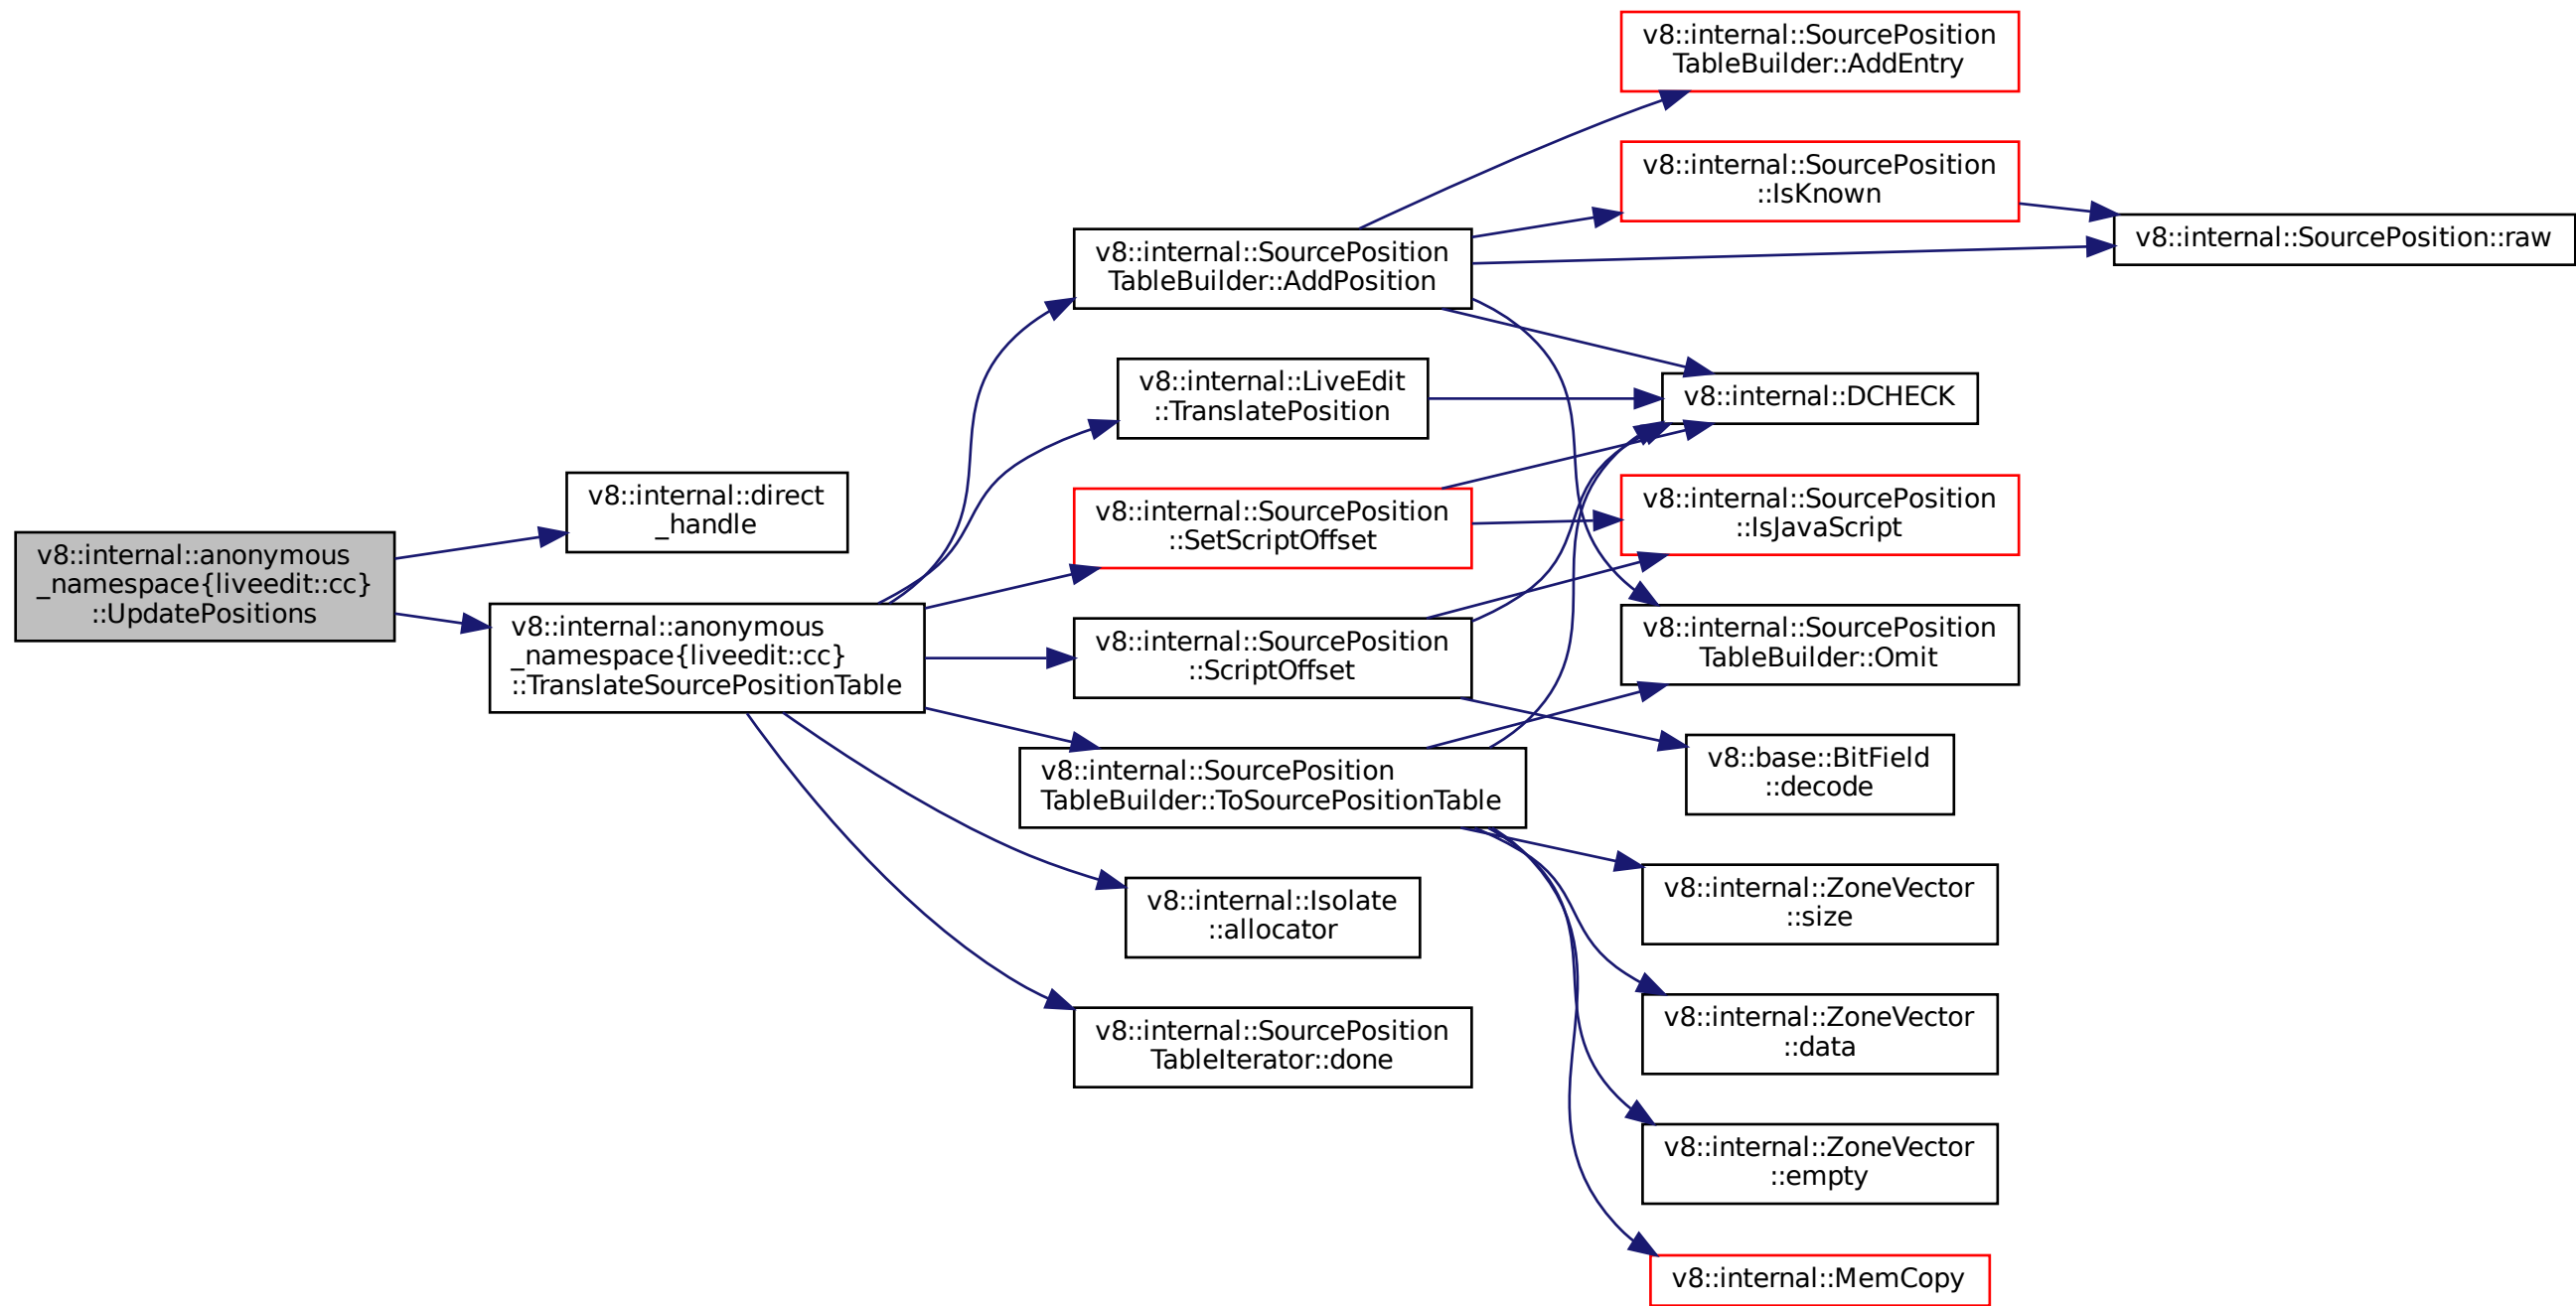 v8::internal::anonymous
_namespace{liveedit::cc}
::UpdatePositions
v8::internal::direct
_handle
v8::internal::anonymous
_namespace{liveedit::cc}
::TranslateSourcePositionTable
v8::internal::SourcePosition
TableBuilder::AddPosition
v8::internal::LiveEdit
::TranslatePosition
v8::internal::SourcePosition
::SetScriptOffset
v8::internal::SourcePosition
::ScriptOffset
v8::internal::SourcePosition
TableBuilder::ToSourcePositionTable
v8::internal::Isolate
::allocator
v8::internal::SourcePosition
TableIterator::done
v8::internal::SourcePosition
TableBuilder::AddEntry
v8::internal::SourcePosition
::IsKnown
v8::internal::DCHECK
v8::internal::SourcePosition
::IsJavaScript
v8::internal::SourcePosition
TableBuilder::Omit
v8::base::BitField
::decode
v8::internal::ZoneVector
::size
v8::internal::ZoneVector
::data
v8::internal::ZoneVector
::empty
v8::internal::MemCopy
v8::internal::SourcePosition::raw